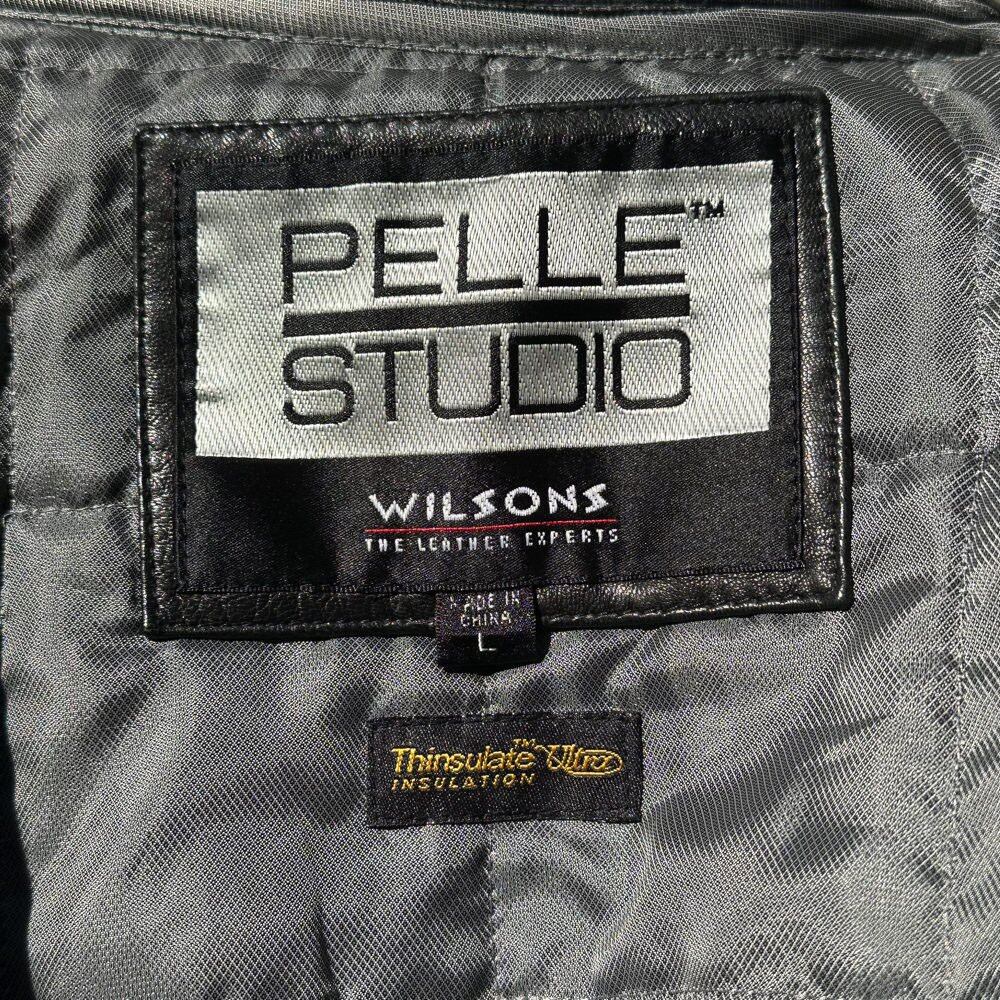 PELLE™
STUDIO
WILSONS
THE LEATHER EXPERTS
MADE IN
CHINA
L
Thinsulate™ Ultra
INSULATION